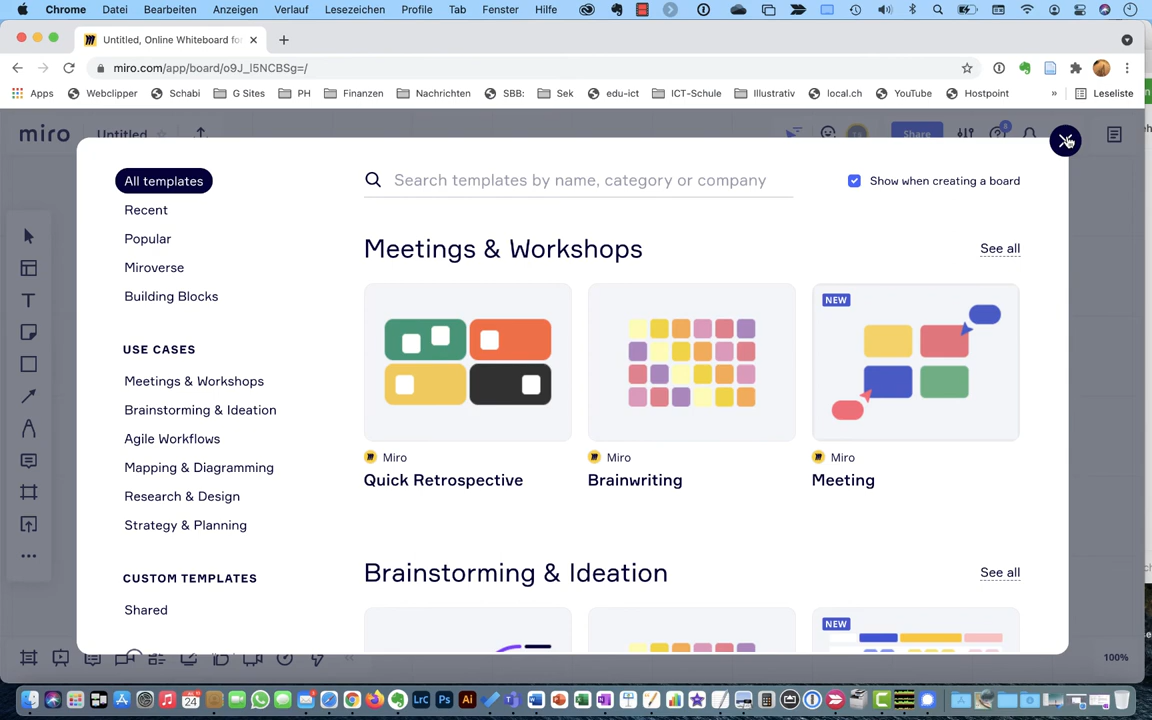 Chrome Datei Bearbeiten Anzeigen Verlauf Lesezeichen Profile Tab Fenster Hilfe
Untitled, Online Whiteboard for
miro.com/app/board/o9J_l5NCBSg=/
Apps Webclipper Schabi G Sites PH Finanzen Nachrichten SBB: Sek edu-ict ICT-Schule Illustrativ local.ch YouTube Hostpoint » Leseliste
miro Untitled Share
All templates
Search templates by name, category or company
Show when creating a board
Recent
Popular
Miroverse
Building Blocks
USE CASES
Meetings & Workshops
Brainstorming & Ideation
Agile Workflows
Mapping & Diagramming
Research & Design
Strategy & Planning
CUSTOM TEMPLATES
Shared
Meetings & Workshops
See all
NEW
Miro
Quick Retrospective
Miro
Brainwriting
Miro
Meeting
Brainstorming & Ideation
See all
NEW
100%
LrC Ps Ai